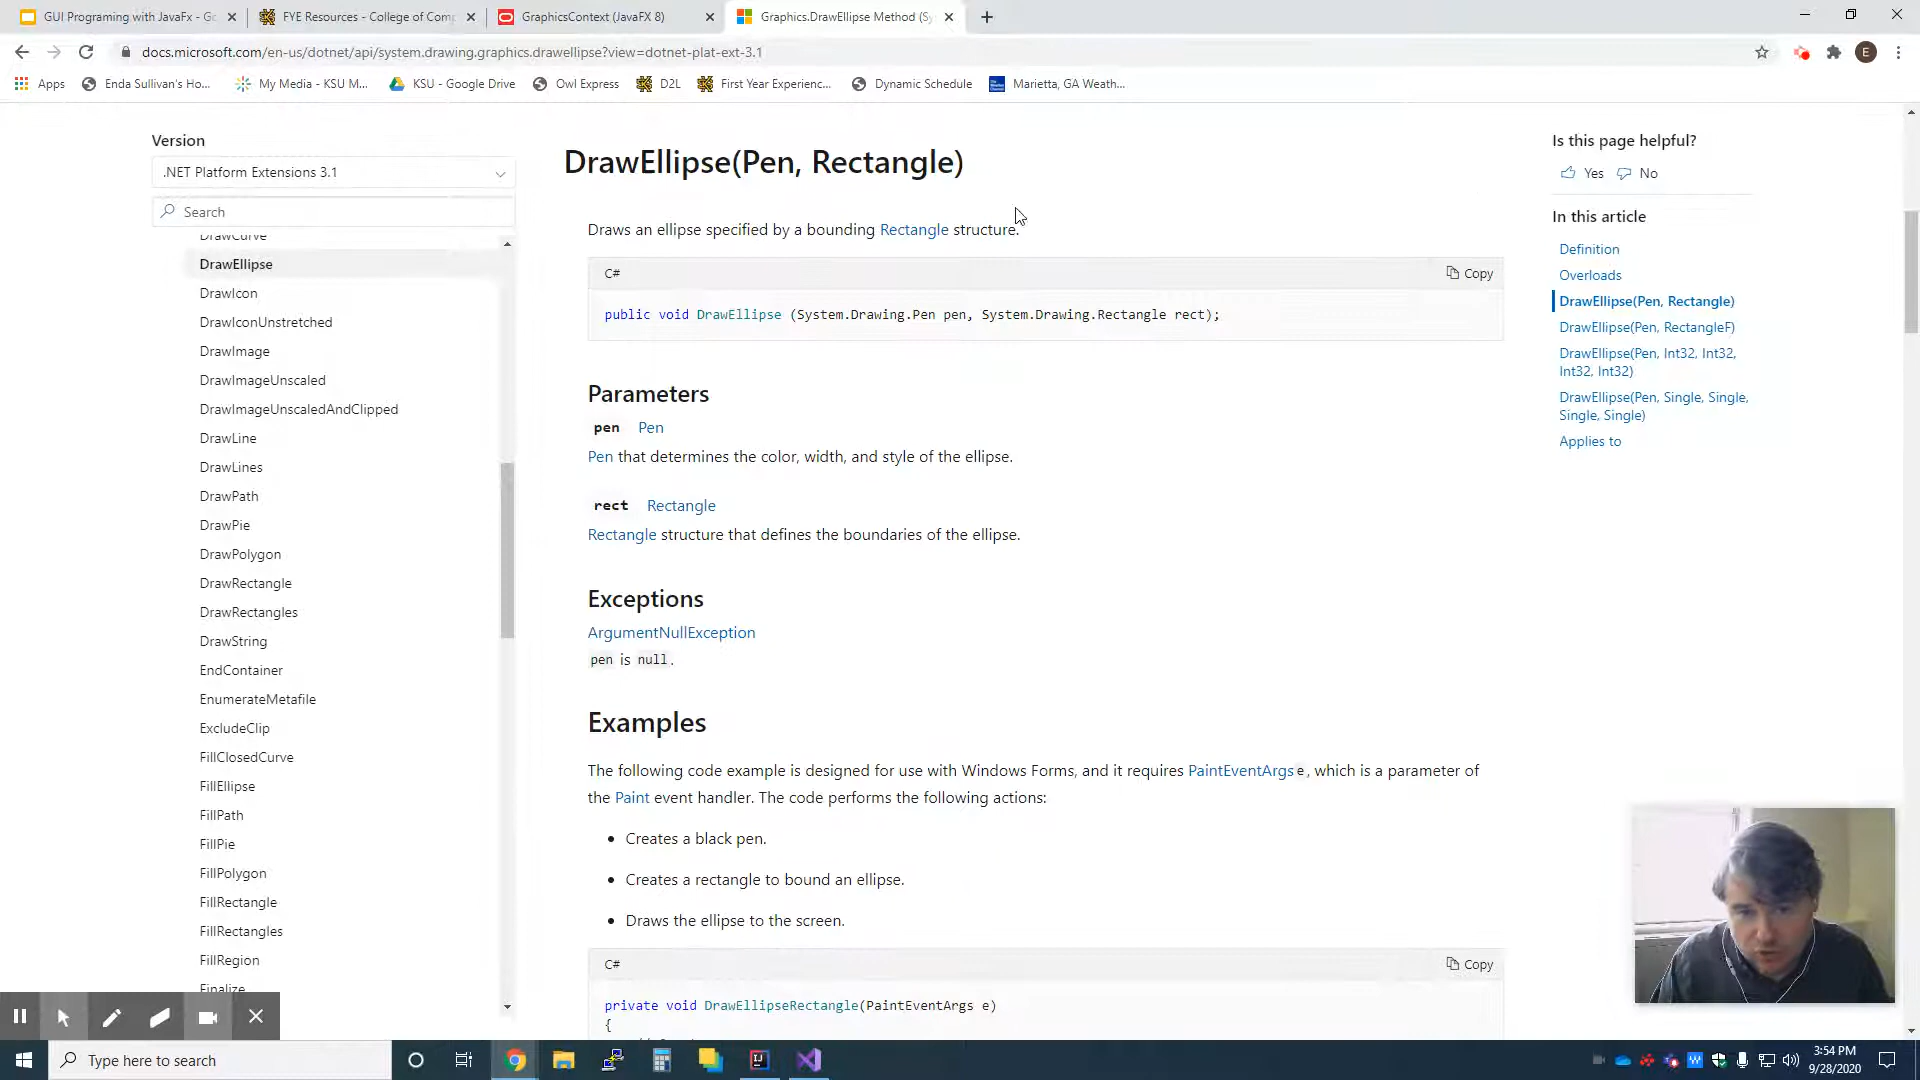 GUI Programing with JavaFx - Go
FYE Resources - College of Comp
GraphicsContext (JavaFX 8)
Graphics.DrawEllipse Method (Sy
docs.microsoft.com/en-us/dotnet/api/system.drawing.graphics.drawellipse?view=dotnet-plat-ext-3.1
E
Apps
Enda Sullivan's Ho...
My Media - KSU M...
KSU - Google Drive
Owl Express
D2L
First Year Experienc...
Dynamic Schedule
Marietta, GA Weath...
Version
.NET Platform Extensions 3.1
Search
DrawCurve
DrawEllipse
DrawIcon
DrawIconUnstretched
DrawImage
DrawImageUnscaled
DrawImageUnscaledAndClipped
DrawLine
DrawLines
DrawPath
DrawPie
DrawPolygon
DrawRectangle
DrawRectangles
DrawString
EndContainer
EnumerateMetafile
ExcludeClip
FillClosedCurve
FillEllipse
FillPath
FillPie
FillPolygon
FillRectangle
FillRectangles
FillRegion
Finalize
DrawEllipse(Pen, Rectangle)
Draws an ellipse specified by a bounding Rectangle structure.
C#
Copy
public void DrawEllipse (System.Drawing.Pen pen, System.Drawing.Rectangle rect);
Parameters
pen Pen
Pen that determines the color, width, and style of the ellipse.
rect Rectangle
Rectangle structure that defines the boundaries of the ellipse.
Exceptions
ArgumentNullException
pen is null.
Examples
The following code example is designed for use with Windows Forms, and it requires PaintEventArgs e, which is a parameter of
the Paint event handler. The code performs the following actions:
• Creates a black pen.
• Creates a rectangle to bound an ellipse.
• Draws the ellipse to the screen.
C#
Copy
private void DrawEllipseRectangle(PaintEventArgs e)
{
Is this page helpful?
Yes
No
In this article
Definition
Overloads
DrawEllipse(Pen, Rectangle)
DrawEllipse(Pen, RectangleF)
DrawEllipse(Pen, Int32, Int32,
Int32, Int32)
DrawEllipse(Pen, Single, Single,
Single, Single)
Applies to
Type here to search
3:54 PM
9/28/2020